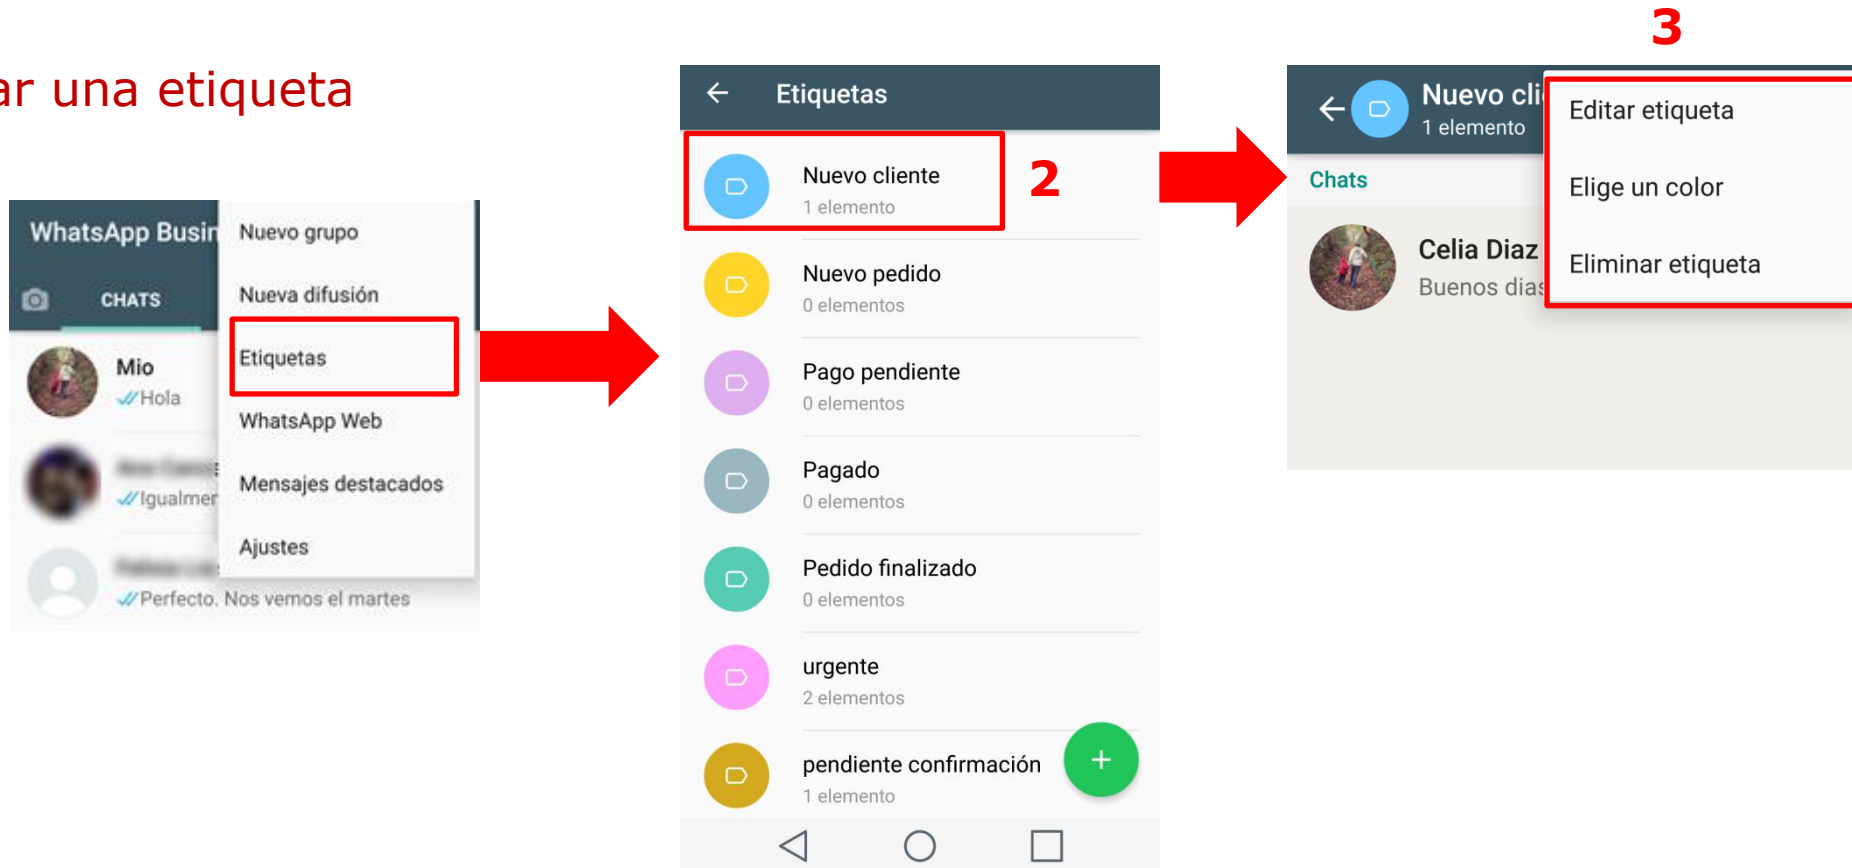 ar una etiqueta
WhatsApp Busin
CHATS
Mio
Hola
Igualmer
Perfecto. Nos vemos el martes
Nuevo grupo
Nueva difusión
Etiquetas
WhatsApp Web
Mensajes destacados
Ajustes
Etiquetas
Nuevo cliente
1 elemento
2
Nuevo pedido
0 elementos
Pago pendiente
0 elementos
Pagado
0 elementos
Pedido finalizado
0 elementos
urgente
2 elementos
pendiente confirmación
1 elemento
+
3
Nuevo cli
1 elemento
Chats
Celia Diaz
Buenos dias
Editar etiqueta
Elige un color
Eliminar etiqueta